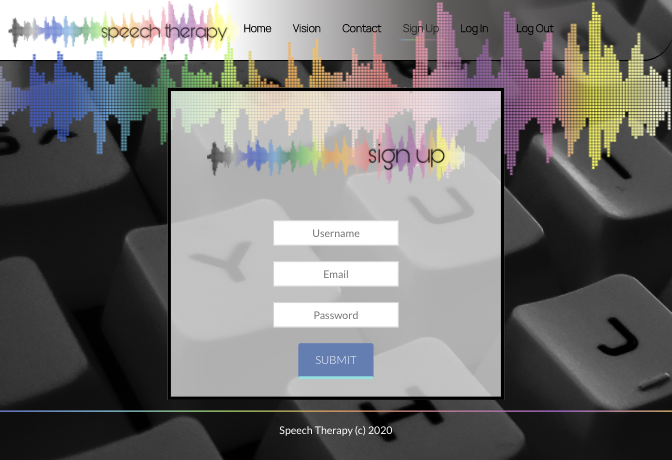 speech therapy
Home Vision Contact Sign Up Log In Log Out
sign up
Username
Email
Password
SUBMIT
Speech Therapy (c) 2020
Y
U
J
H